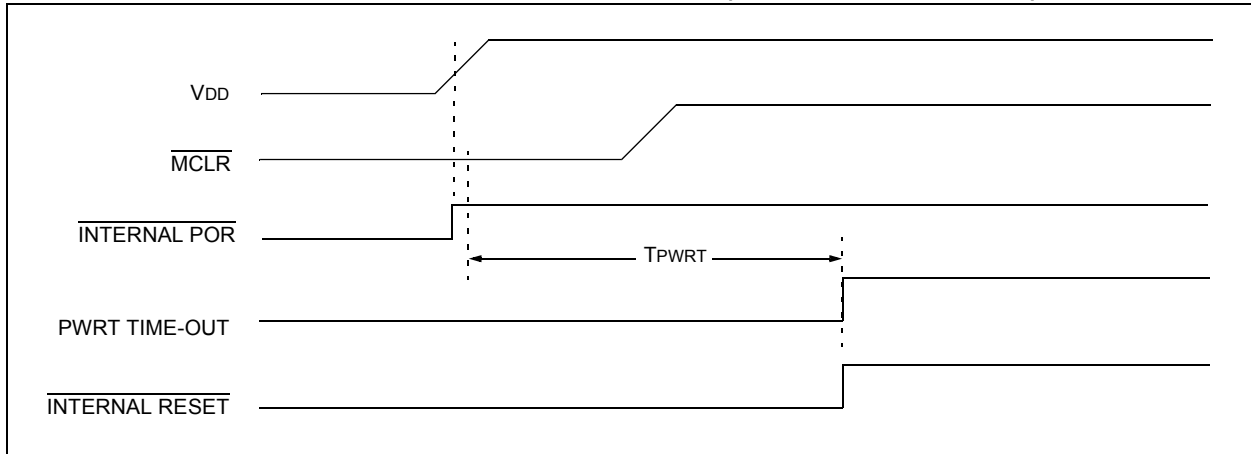 VDD
MCLR
INTERNAL POR
TPWRT
PWRT TIME-OUT
INTERNAL RESET